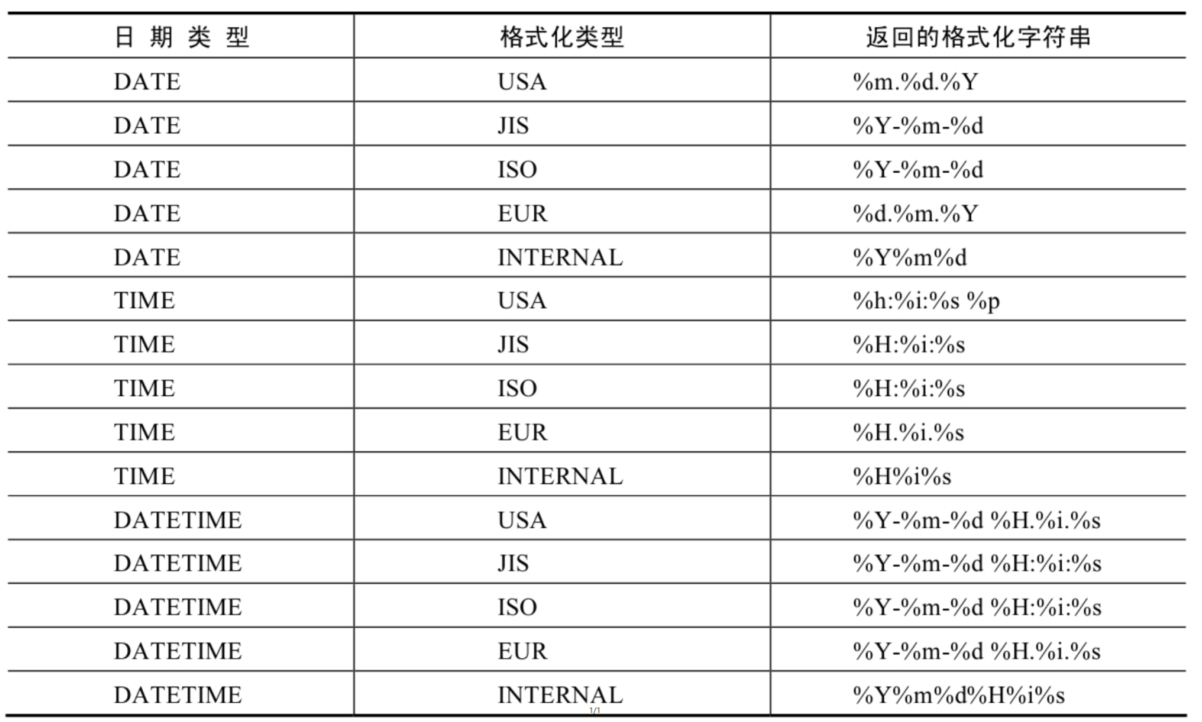 日 期 类 型 格式化类型 返回的格式化字符串
DATE USA %m.%d.%Y
DATE JIS %Y-%m-%d
DATE ISO %Y-%m-%d
DATE EUR %d.%m.%Y
DATE INTERNAL %Y%m%d
TIME USA %h:%i:%s %p
TIME JIS %H:%i:%s
TIME ISO %H:%i:%s
TIME EUR %H.%i.%s
TIME INTERNAL %H%i%s
DATETIME USA %Y-%m-%d %H.%i.%s
DATETIME JIS %Y-%m-%d %H:%i:%s
DATETIME ISO %Y-%m-%d %H:%i:%s
DATETIME EUR %Y-%m-%d %H.%i.%s
DATETIME INTERNAL %Y%m%d%H%i%s
1/1